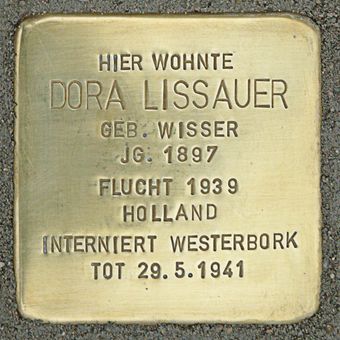 HIER WOHNTE
DORA LISSAUER
GEB. WISSER
JG. 1897
FLUCHT 1939
HOLLAND
INTERNIERT WESTERBORK
TOT 29.5.1941